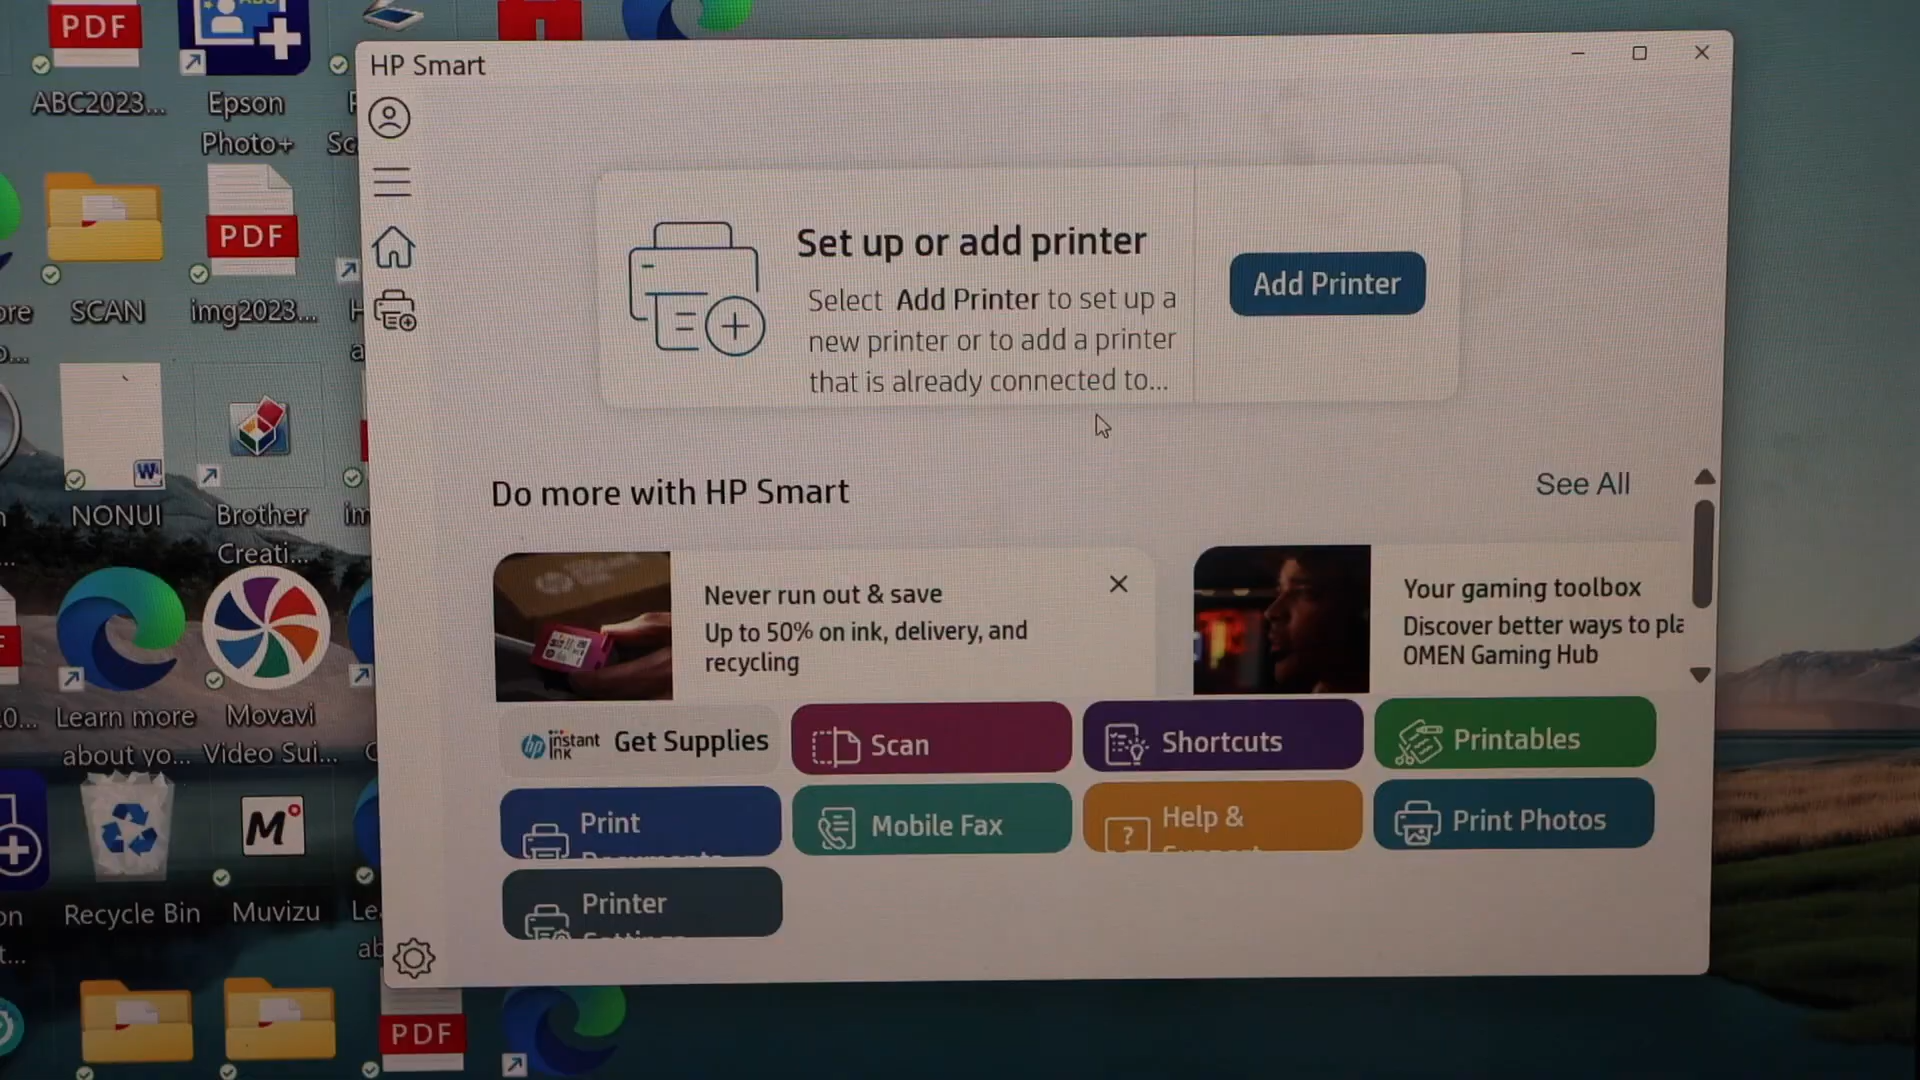 HP Smart
Set up or add printer
Select Add Printer to set up a
new printer or to add a printer
that is already connected to...
Add Printer
Do more with HP Smart
See All
Never run out & save
Up to 50% on ink, delivery, and
recycling
Your gaming toolbox
Discover better ways to pla
OMEN Gaming Hub
hp instant ink
Get Supplies
Scan
Shortcuts
Printables
Print
Documents
Mobile Fax
Help &
Support
Print Photos
Printer
Settings
PDF
ABC2023...
Epson
Photo+
PDF
SCAN
img2023...
W
NONUI
Brother
Creati...
Learn more
about yo...
Movavi
Video Sui...
M
Recycle Bin
Muvizu
PDF